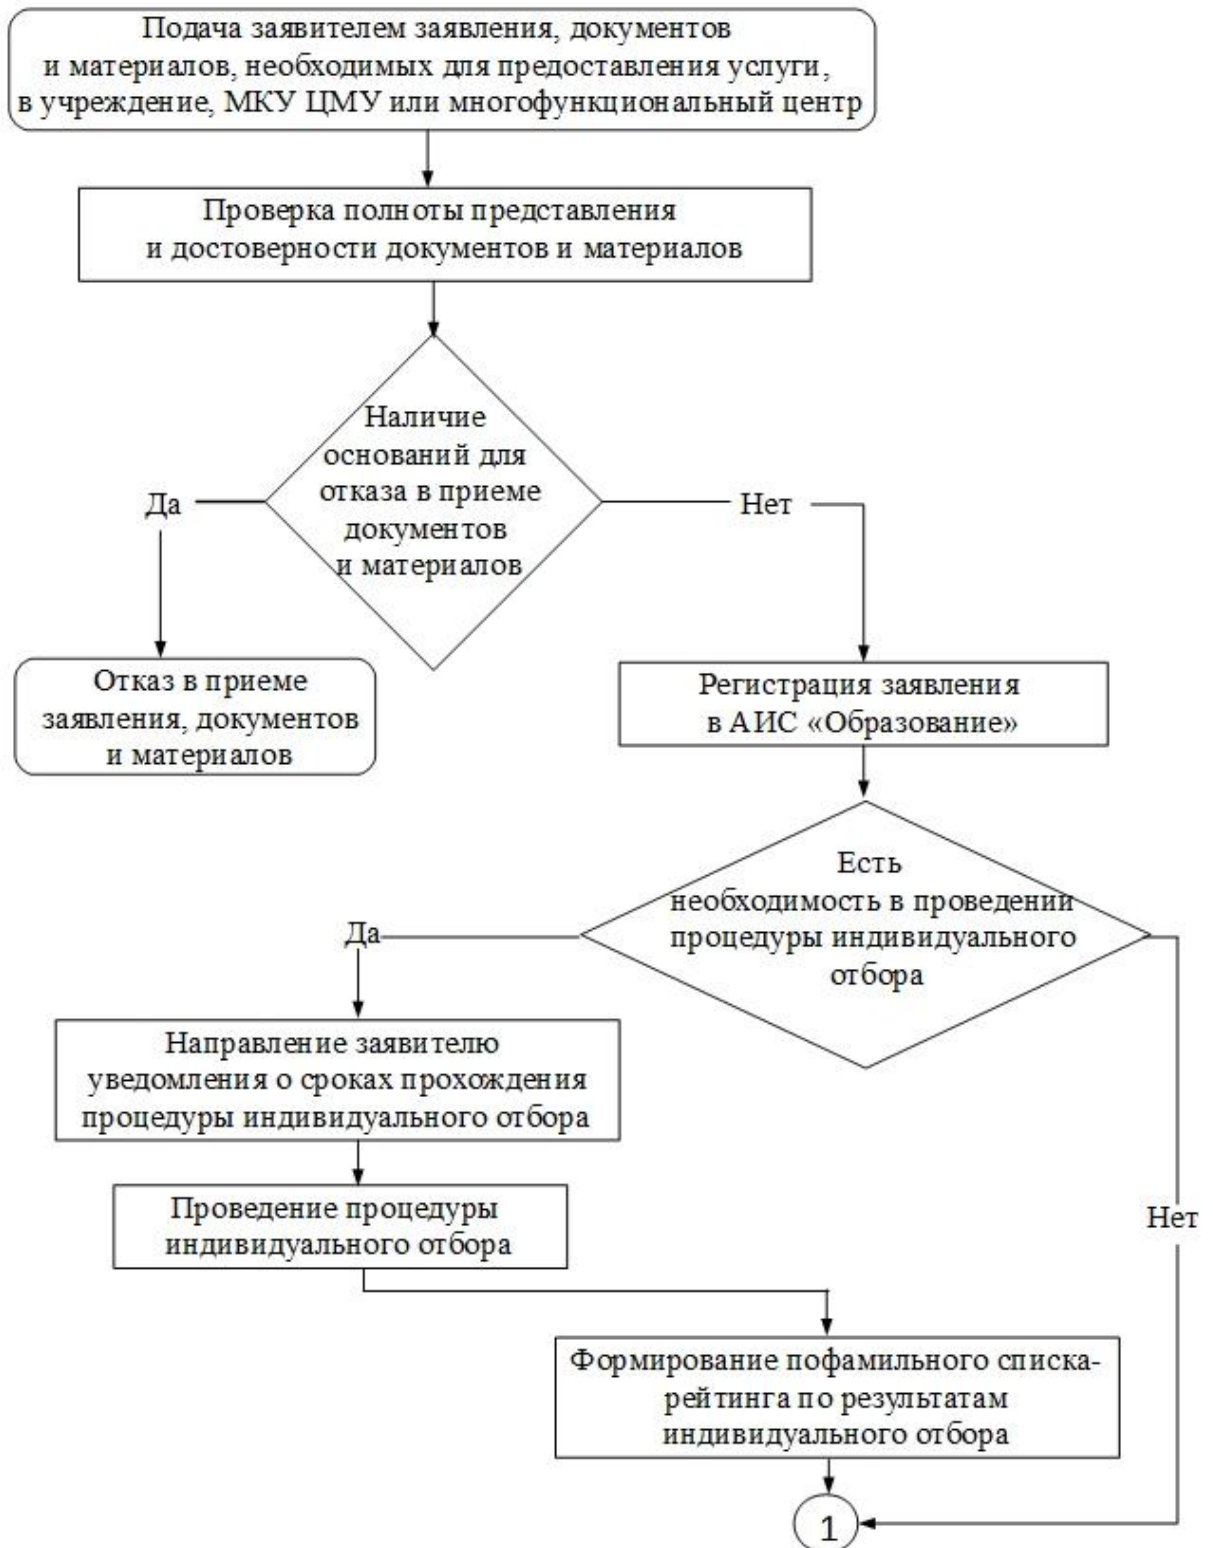 Подача заявителем заявления, документов
и материалов, необходимых для предоставления услуги,
в учреждение, МКУ ЦМУ или многофункциональный центр
Проверка полноты представления
и достоверности документов и материалов
Наличие
оснований для
отказа в приеме
документов
и материалов
Да
Нет
Отказ в приеме
заявления, документов
и материалов
Регистрация заявления
в АИС «Образование»
Есть
необходимость в проведении
процедуры индивидуального
отбора
Да
Направление заявителю
уведомления о сроках прохождения
процедуры индивидуального отбора
Проведение процедуры
индивидуального отбора
Нет
Формирование пофамильного списка-
рейтинга по результатам
индивидуального отбора
1